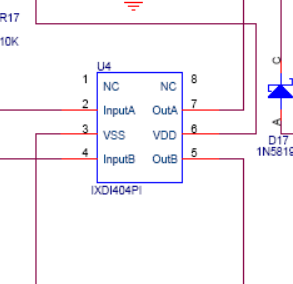 R17
10K
U4
1 NC NC 8
2 InputA OutA 7
3 VSS VDD 6
4 InputB OutB 5
IXDI404PI
C
A
D17
1N5819